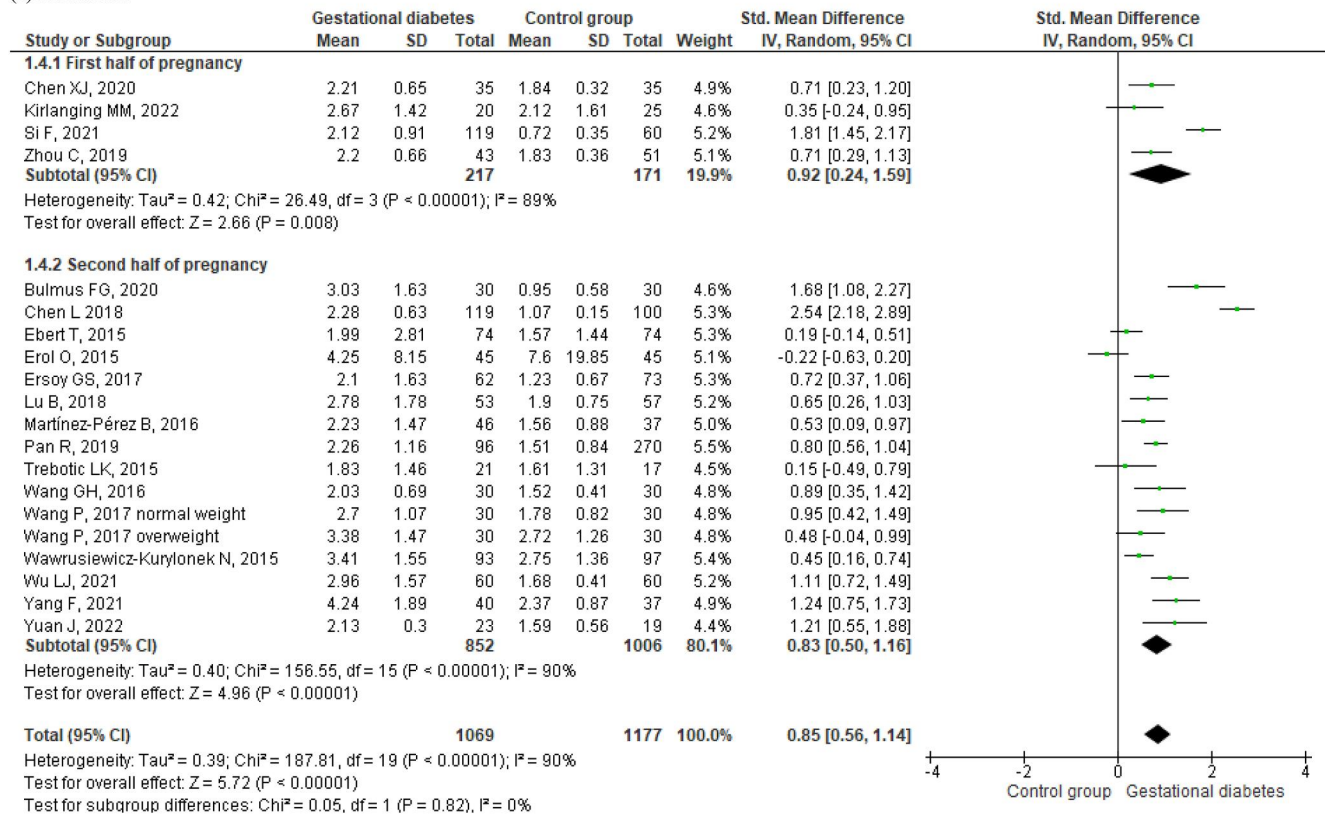 Gestational diabetes Control group Std. Mean Difference Std. Mean Difference
Study or Subgroup Mean SD Total Mean SD Total Weight IV, Random, 95% CI IV, Random, 95% CI
1.4.1 First half of pregnancy
Chen XJ, 2020 2.21 0.65 35 1.84 0.32 35 4.9% 0.71 [0.23, 1.20]
Kirlanging MM, 2022 2.67 1.42 20 2.12 1.61 25 4.6% 0.35 [-0.24, 0.95]
Si F, 2021 2.12 0.91 119 0.72 0.35 60 5.2% 1.81 [1.45, 2.17]
Zhou C, 2019 2.2 0.66 43 1.83 0.36 51 5.1% 0.71 [0.29, 1.13]
Subtotal (95% CI) 217 171 19.9% 0.92 [0.24, 1.59]
Heterogeneity: Tau² = 0.42; Chi² = 26.49, df = 3 (P < 0.00001); I² = 89%
Test for overall effect: Z = 2.66 (P = 0.008)
1.4.2 Second half of pregnancy
Bulmus FG, 2020 3.03 1.63 30 0.95 0.58 30 4.6% 1.68 [1.08, 2.27]
Chen L 2018 2.28 0.63 119 1.07 0.15 100 5.3% 2.54 [2.18, 2.89]
Ebert T, 2015 1.99 2.81 74 1.57 1.44 74 5.3% 0.19 [-0.14, 0.51]
Erol O, 2015 4.25 8.15 45 7.6 19.85 45 5.1% -0.22 [-0.63, 0.20]
Ersoy GS, 2017 2.1 1.63 62 1.23 0.67 73 5.3% 0.72 [0.37, 1.06]
Lu B, 2018 2.78 1.78 53 1.9 0.75 57 5.2% 0.65 [0.26, 1.03]
Martínez-Pérez B, 2016 2.23 1.47 46 1.56 0.88 37 5.0% 0.53 [0.09, 0.97]
Pan R, 2019 2.26 1.16 96 1.51 0.84 270 5.5% 0.80 [0.56, 1.04]
Trebotic LK, 2015 1.83 1.46 21 1.61 1.31 17 4.5% 0.15 [-0.49, 0.79]
Wang GH, 2016 2.03 0.69 30 1.52 0.41 30 4.8% 0.89 [0.35, 1.42]
Wang P, 2017 normal weight 2.7 1.07 30 1.78 0.82 30 4.8% 0.95 [0.42, 1.49]
Wang P, 2017 overweight 3.38 1.47 30 2.72 1.26 30 4.8% 0.48 [-0.04, 0.99]
Wawrusiewicz-Kurylonek N, 2015 3.41 1.55 93 2.75 1.36 97 5.4% 0.45 [0.16, 0.74]
Wu LJ, 2021 2.96 1.57 60 1.68 0.41 60 5.2% 1.11 [0.72, 1.49]
Yang F, 2021 4.24 1.89 40 2.37 0.87 37 4.9% 1.24 [0.75, 1.73]
Yuan J, 2022 2.13 0.3 23 1.59 0.56 19 4.4% 1.21 [0.55, 1.88]
Subtotal (95% CI) 852 1006 80.1% 0.83 [0.50, 1.16]
Heterogeneity: Tau² = 0.40; Chi² = 156.55, df = 15 (P < 0.00001); I² = 90%
Test for overall effect: Z = 4.96 (P < 0.00001)
Total (95% CI) 1069 1177 100.0% 0.85 [0.56, 1.14]
Heterogeneity: Tau² = 0.39; Chi² = 187.81, df = 19 (P < 0.00001); I² = 90%
Test for overall effect: Z = 5.72 (P < 0.00001)
Test for subgroup differences: Chi² = 0.05, df = 1 (P = 0.82), I² = 0%
-4 -2 0 2 4
Control group Gestational diabetes